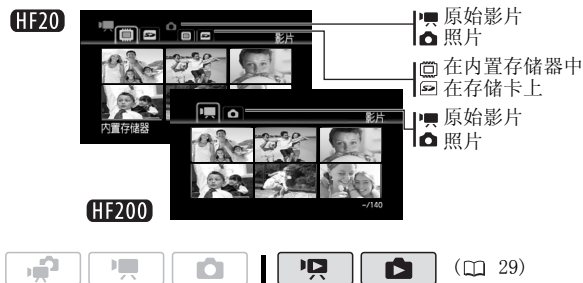 HF20
原始影片
照片
影片
在内置存储器中
在存储卡上
内置存储器
影片
原始影片
照片
HF200
-/140
( 29)